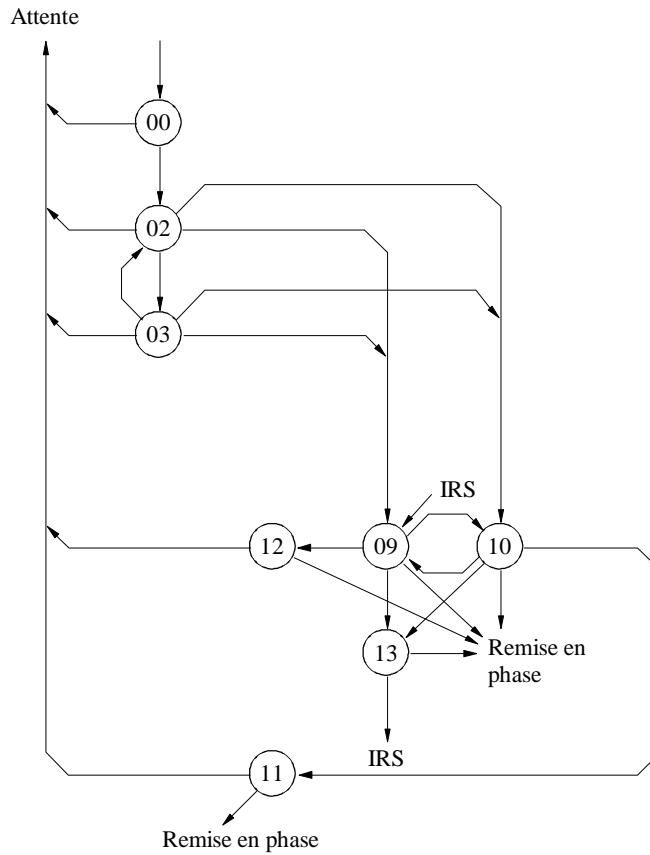 Attente
00
02
03
IRS
12
09
10
13
Remise en
phase
IRS
11
Remise en phase